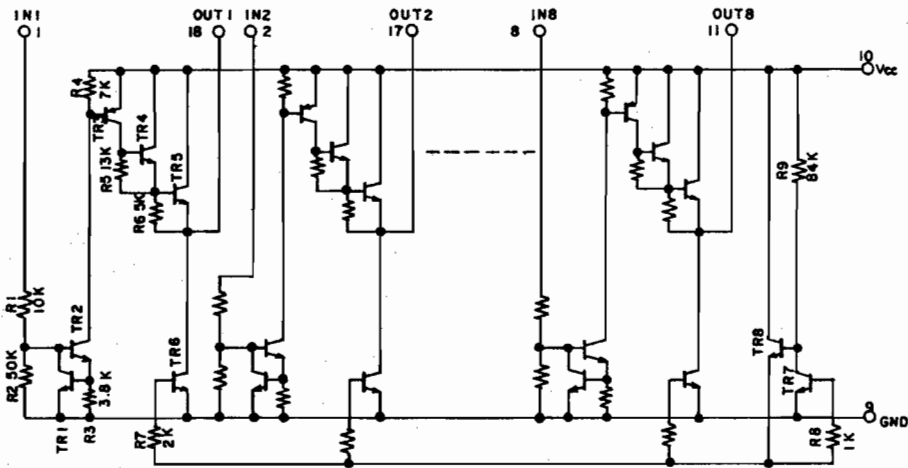 IN1 OUT1 IN2 OUT2 IN8 OUT8
1 18 2 17 8 11
10
Vcc
R4 7K
TR3
TR4
R5 13K
TR5
R6 5K
R9 84K
R1 10K
TR2
TR6
TR8
R2 50K
3.8K
TR7
TR1
R3
R7 2K
9
GND
R8 1K